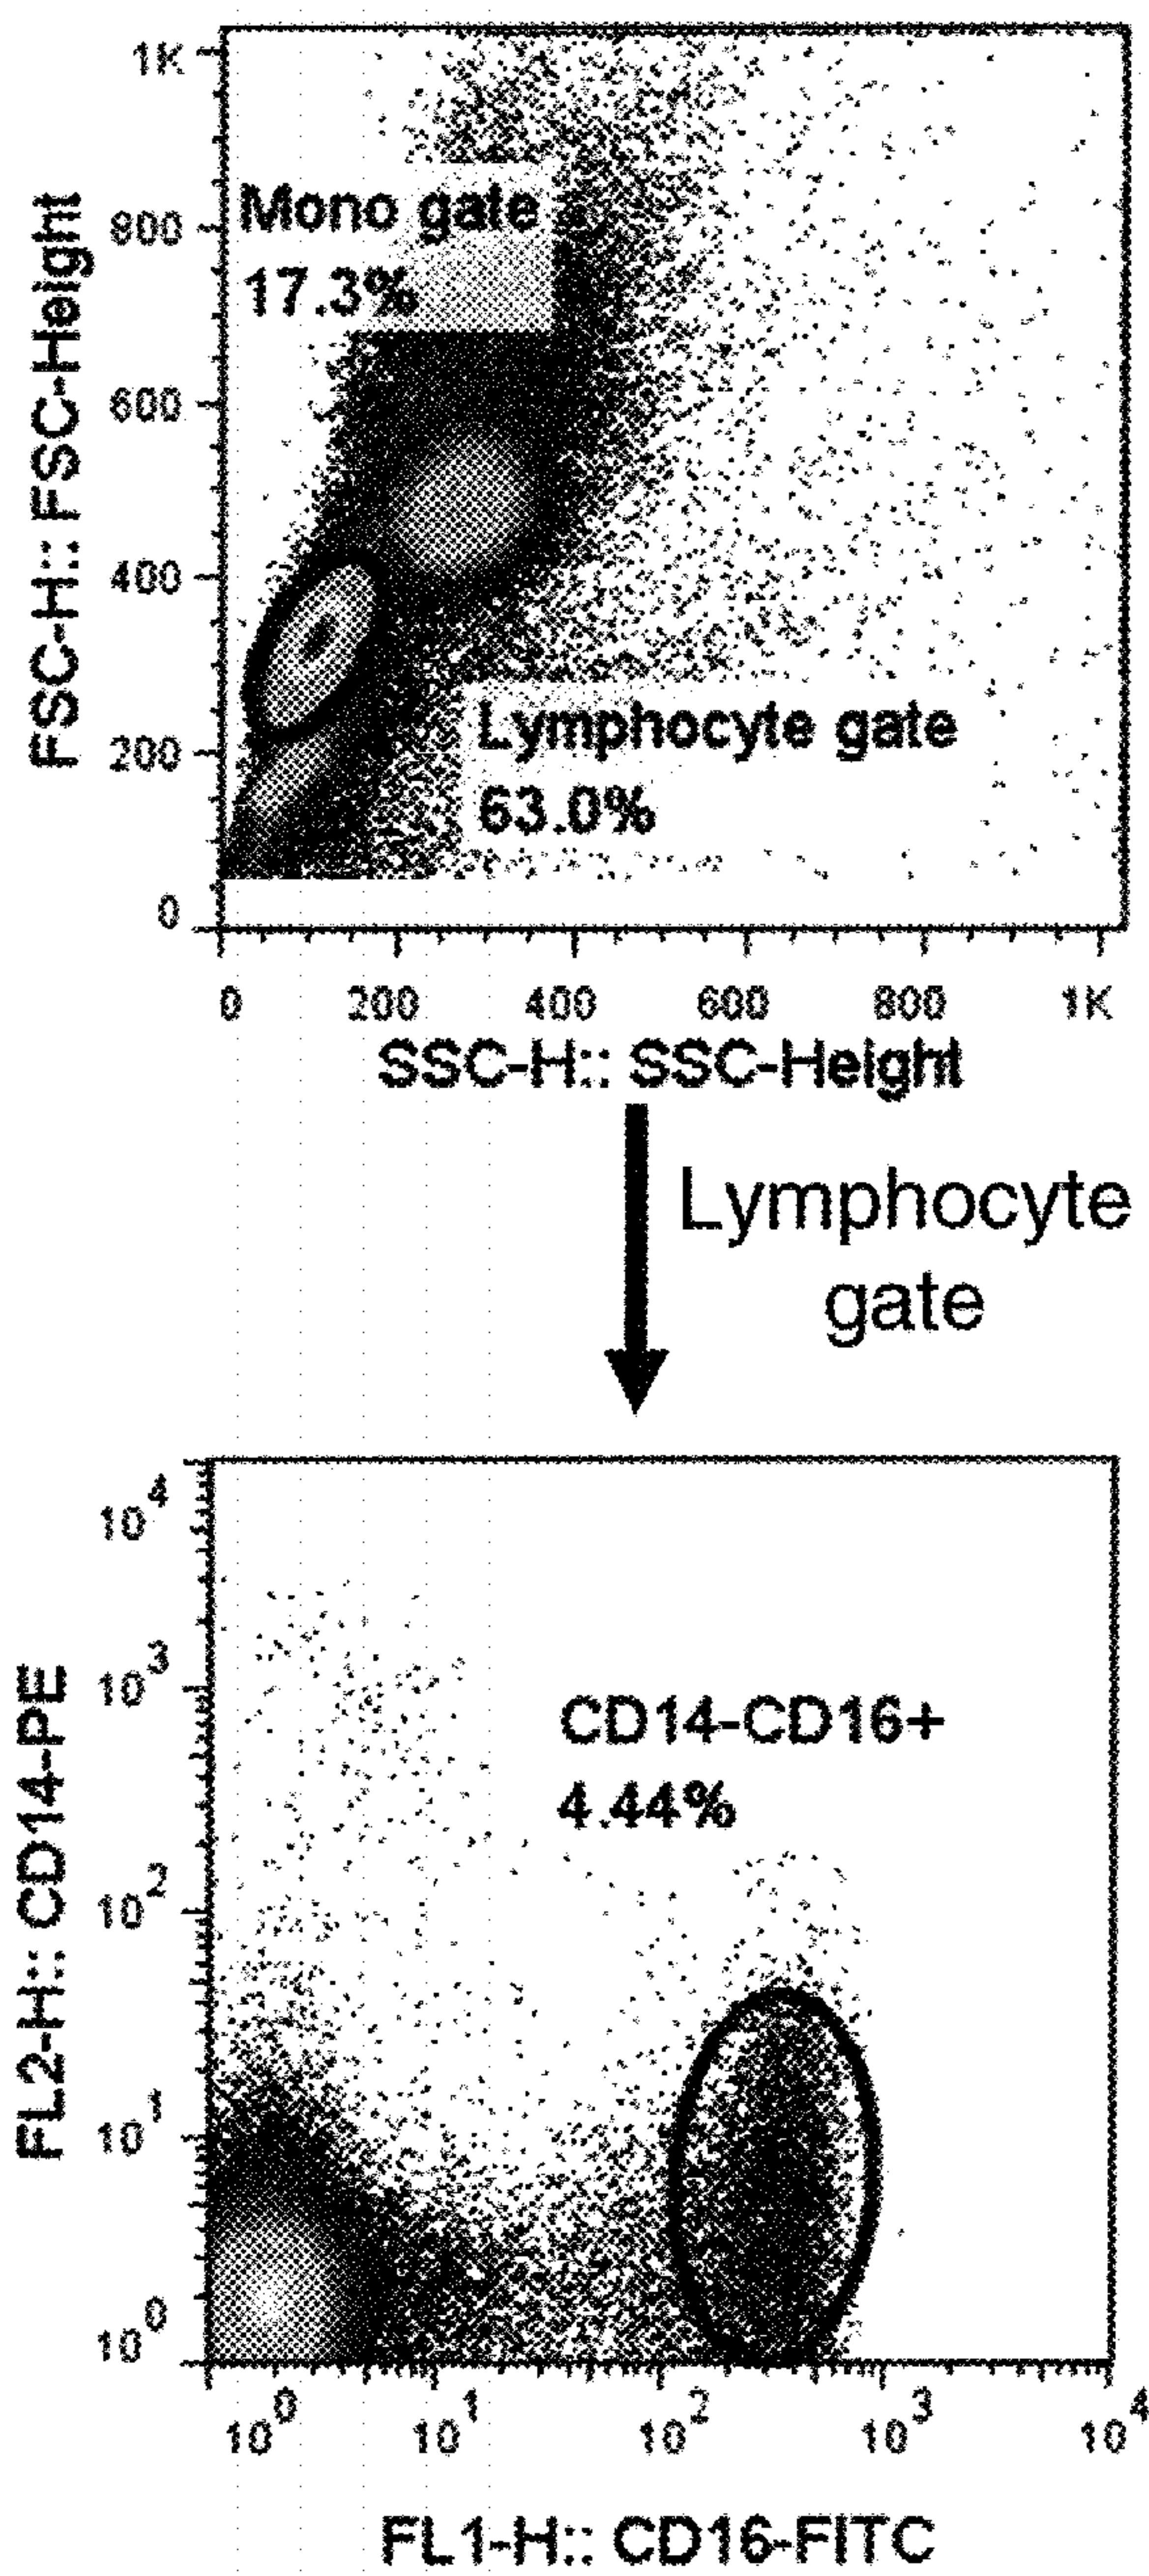 1K
Mono gate
17.3%
800
600
400
200
0
Lymphocyte gate
63.0%
FSC-H:: FSC-Height
0 200 400 600 800 1K
SSC-H:: SSC-Height
Lymphocyte
gate
10^4
10^3
10^2
10^1
10^0
CD14-CD16+
4.44%
FL2-H:: CD14-PE
10^0 10^1 10^2 10^3 10^4
FL1-H:: CD16-FITC